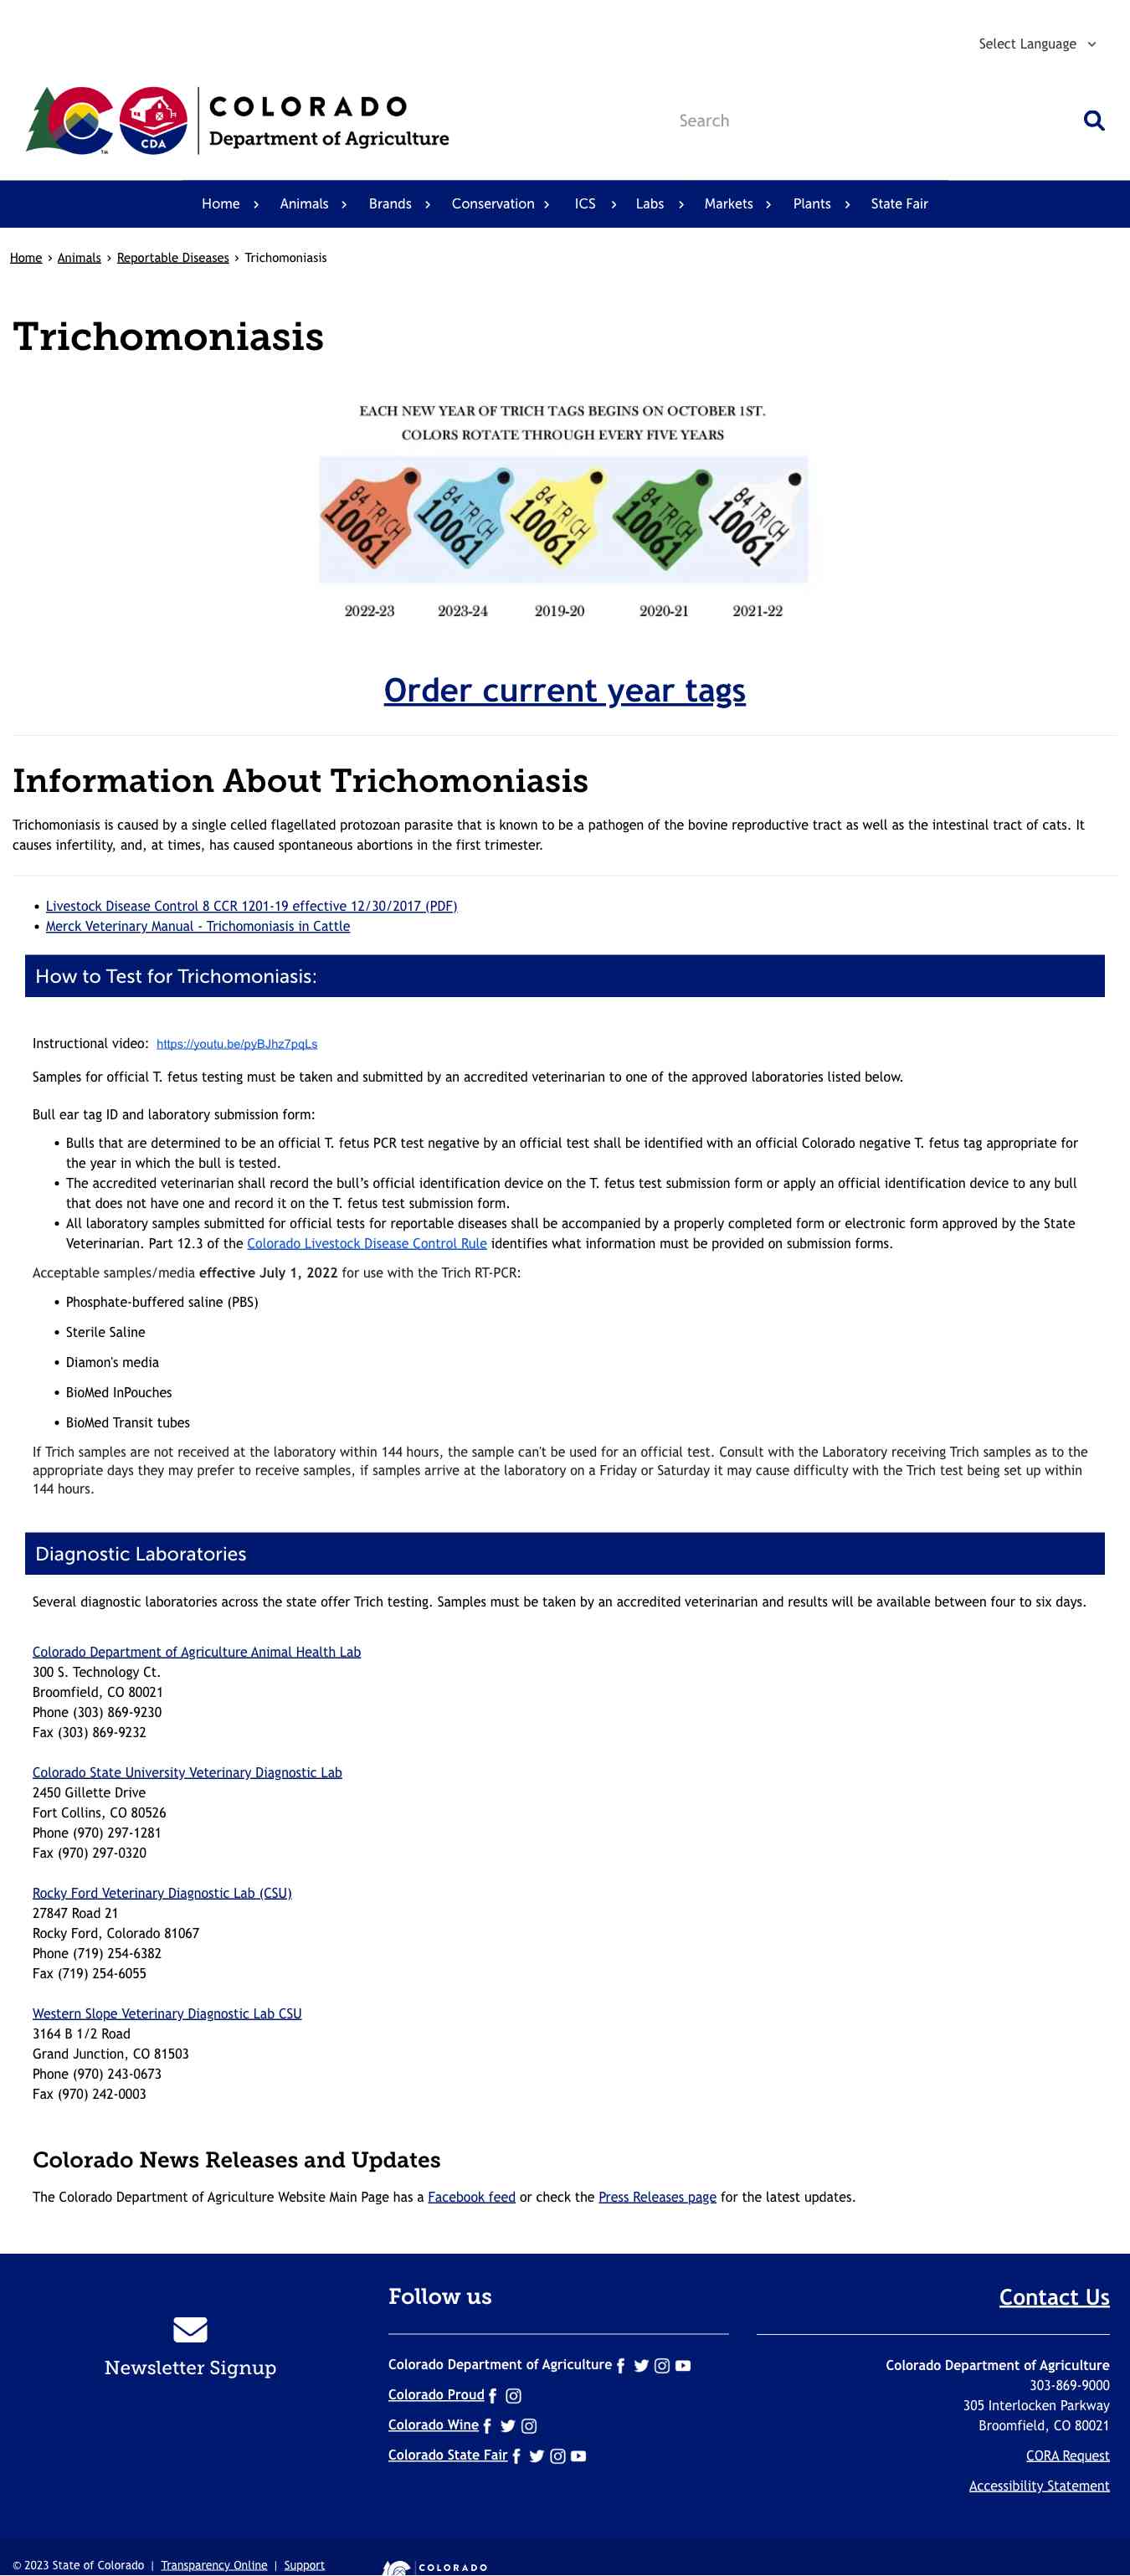 Select Language
COLORADO
Department of Agriculture
CDA
Search
Home Animals Brands Conservation ICS Labs Markets Plants State Fair
Home › Animals › Reportable Diseases › Trichomoniasis
Trichomoniasis
EACH NEW YEAR OF TRICH TAGS BEGINS ON OCTOBER 1ST.
COLORS ROTATE THROUGH EVERY FIVE YEARS
84 TRICH 10061 84 TRICH 10061 84 TRICH 10061 84 TRICH 10061 84 TRICH 10061
2022-23 2023-24 2019-20 2020-21 2021-22
Order current year tags
Information About Trichomoniasis
Trichomoniasis is caused by a single celled flagellated protozoan parasite that is known to be a pathogen of the bovine reproductive tract as well as the intestinal tract of cats. It
causes infertility, and, at times, has caused spontaneous abortions in the first trimester.
• Livestock Disease Control 8 CCR 1201-19 effective 12/30/2017 (PDF)
• Merck Veterinary Manual - Trichomoniasis in Cattle
How to Test for Trichomoniasis:
Instructional video: https://youtu.be/pyBJhz7pqLs
Samples for official T. fetus testing must be taken and submitted by an accredited veterinarian to one of the approved laboratories listed below.
Bull ear tag ID and laboratory submission form:
• Bulls that are determined to be an official T. fetus PCR test negative by an official test shall be identified with an official Colorado negative T. fetus tag appropriate for
the year in which the bull is tested.
• The accredited veterinarian shall record the bull’s official identification device on the T. fetus test submission form or apply an official identification device to any bull
that does not have one and record it on the T. fetus test submission form.
• All laboratory samples submitted for official tests for reportable diseases shall be accompanied by a properly completed form or electronic form approved by the State
Veterinarian. Part 12.3 of the Colorado Livestock Disease Control Rule identifies what information must be provided on submission forms.
Acceptable samples/media effective July 1, 2022 for use with the Trich RT-PCR:
• Phosphate-buffered saline (PBS)
• Sterile Saline
• Diamon's media
• BioMed InPouches
• BioMed Transit tubes
If Trich samples are not received at the laboratory within 144 hours, the sample can't be used for an official test. Consult with the Laboratory receiving Trich samples as to the
appropriate days they may prefer to receive samples, if samples arrive at the laboratory on a Friday or Saturday it may cause difficulty with the Trich test being set up within
144 hours.
Diagnostic Laboratories
Several diagnostic laboratories across the state offer Trich testing. Samples must be taken by an accredited veterinarian and results will be available between four to six days.
Colorado Department of Agriculture Animal Health Lab
300 S. Technology Ct.
Broomfield, CO 80021
Phone (303) 869-9230
Fax (303) 869-9232
Colorado State University Veterinary Diagnostic Lab
2450 Gillette Drive
Fort Collins, CO 80526
Phone (970) 297-1281
Fax (970) 297-0320
Rocky Ford Veterinary Diagnostic Lab (CSU)
27847 Road 21
Rocky Ford, Colorado 81067
Phone (719) 254-6382
Fax (719) 254-6055
Western Slope Veterinary Diagnostic Lab CSU
3164 B 1/2 Road
Grand Junction, CO 81503
Phone (970) 243-0673
Fax (970) 242-0003
Colorado News Releases and Updates
The Colorado Department of Agriculture Website Main Page has a Facebook feed or check the Press Releases page for the latest updates.
Newsletter Signup
Follow us
Colorado Department of Agriculture
Colorado Proud
Colorado Wine
Colorado State Fair
Contact Us
Colorado Department of Agriculture
303-869-9000
305 Interlocken Parkway
Broomfield, CO 80021
CORA Request
Accessibility Statement
© 2023 State of Colorado | Transparency Online | Support
COLORADO